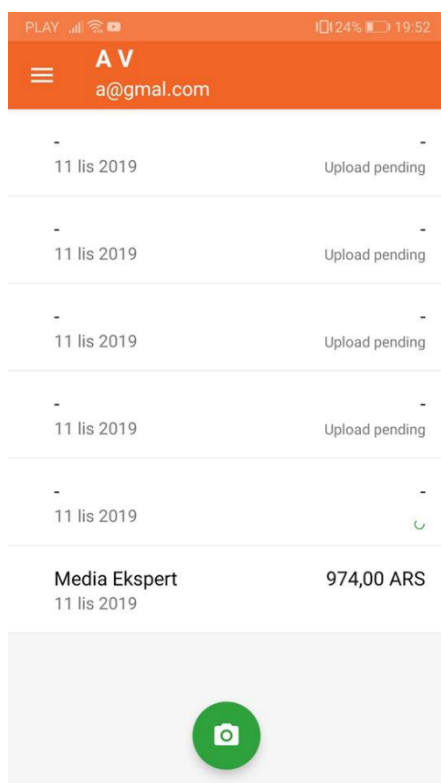 PLAY 24% 19:52
A V
a@gmal.com
- -
11 lis 2019 Upload pending
- -
11 lis 2019 Upload pending
- -
11 lis 2019 Upload pending
- -
11 lis 2019 Upload pending
- -
11 lis 2019
Media Ekspert 974,00 ARS
11 lis 2019